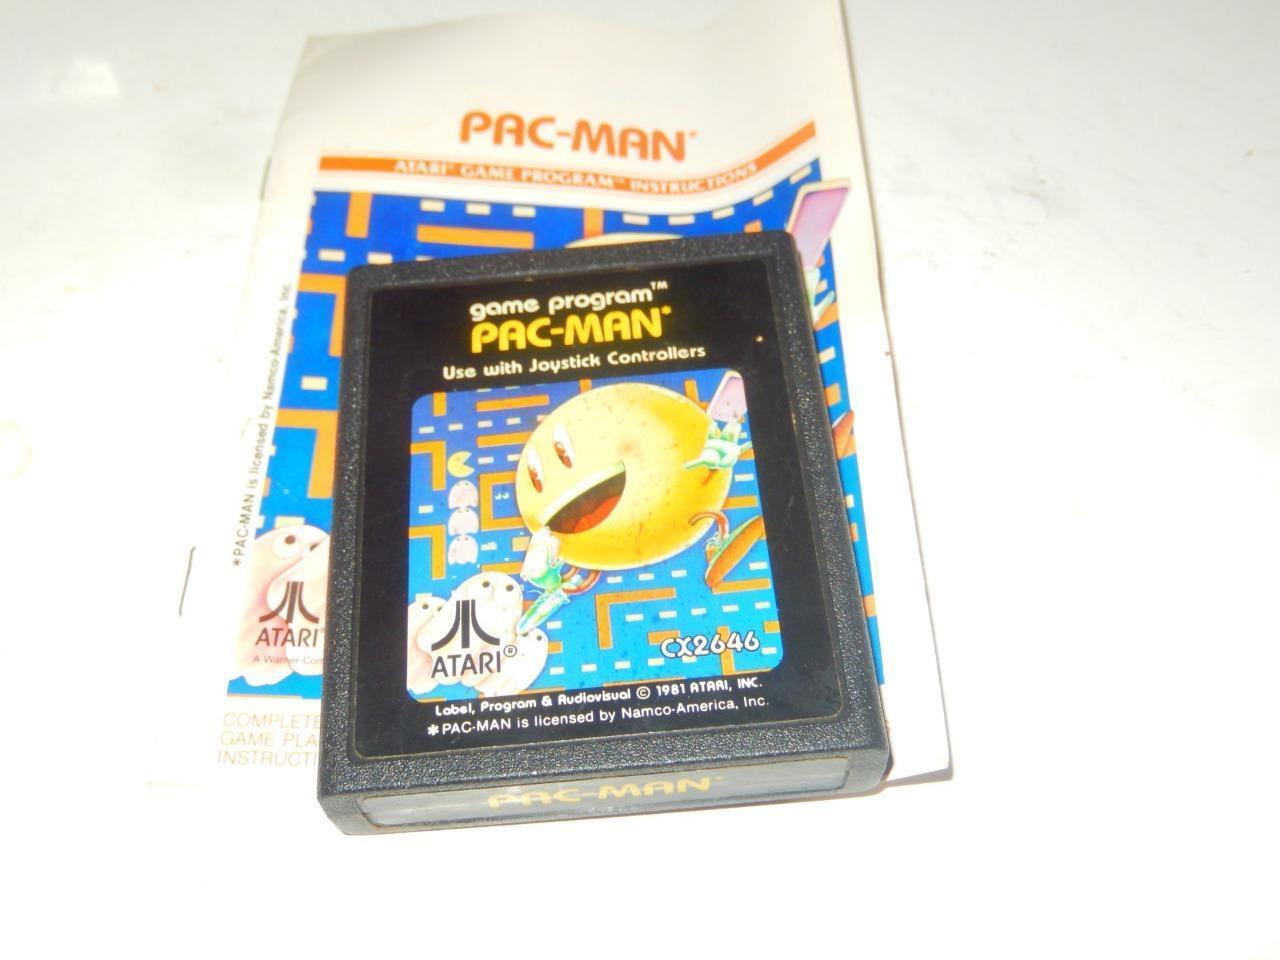 PAC-MAN*
ATARI® GAME PROGRAM™ INSTRUCTIONS
*PAC-MAN is licensed by Namco-America, Inc.
ATARI
A Warner
COMPLETE
GAME
game program™
PAC-MAN*
Use with Joystick Controllers
ATARI®
CX2646
Label, Program & Audiovisual © 1981 ATARI, INC.
*PAC-MAN is licensed by Namco-America, Inc.
PAC-MAN*